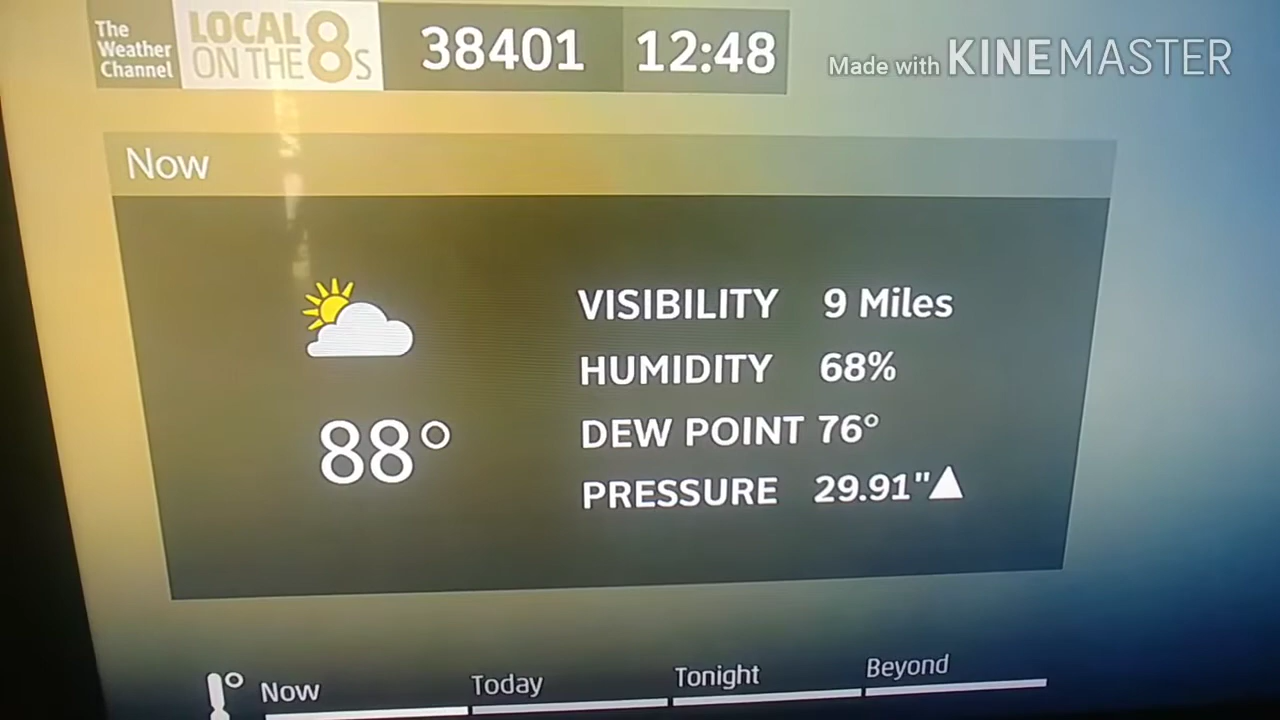 The Weather Channel
LOCAL ON THE 8s
38401
12:48
Made with KINEMASTER
Now
88°
VISIBILITY 9 Miles
HUMIDITY 68%
DEW POINT 76°
PRESSURE 29.91"▲
° Now
Today
Tonight
Beyond